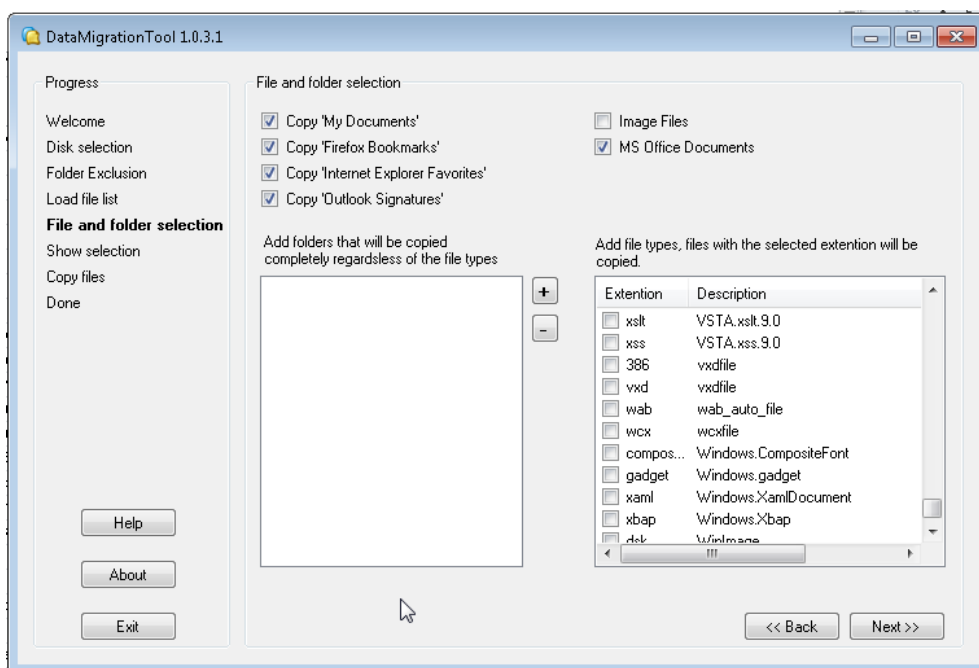 DataMigrationTool 1.0.3.1
Progress
Welcome
Disk selection
Folder Exclusion
Load file list
File and folder selection
Show selection
Copy files
Done
Help
About
Exit
File and folder selection
Copy 'My Documents'
Copy 'Firefox Bookmarks'
Copy 'Internet Explorer Favorites'
Copy 'Outlook Signatures'
Image Files
MS Office Documents
Add folders that will be copied
completely regardsless of the file types
+
-
Add file types, files with the selected extention will be
copied.
Extention Description
xslt VSTA.xslt.9.0
xss VSTA.xss.9.0
386 vxdfile
vxd vxdfile
wab wab_auto_file
wcx wcxfile
compos... Windows.CompositeFont
gadget Windows.gadget
xaml Windows.XamlDocument
xbap Windows.Xbap
dsk WinImage
<< Back
Next >>